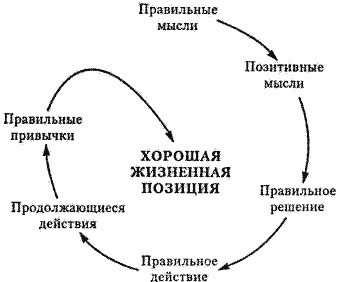 Правильные
мысли
Позитивные
мысли
Правильное
решение
Правильное
действие
Продолжающиеся
действия
Правильные
привычки
ХОРОШАЯ
ЖИЗНЕННАЯ
ПОЗИЦИЯ